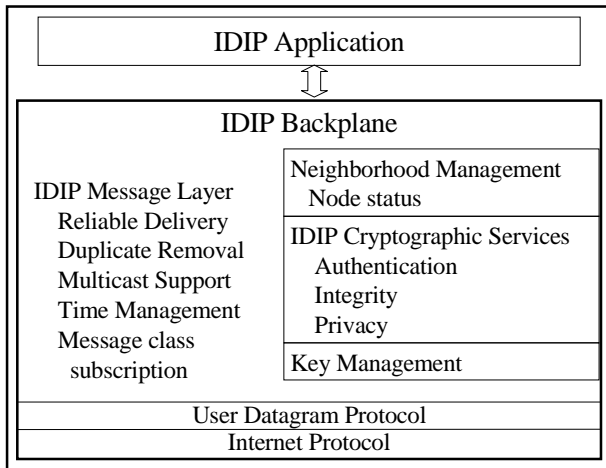 IDIP Application
IDIP Backplane
IDIP Message Layer
Reliable Delivery
Duplicate Removal
Multicast Support
Time Management
Message class
subscription
Neighborhood Management
Node status
IDIP Cryptographic Services
Authentication
Integrity
Privacy
Key Management
User Datagram Protocol
Internet Protocol